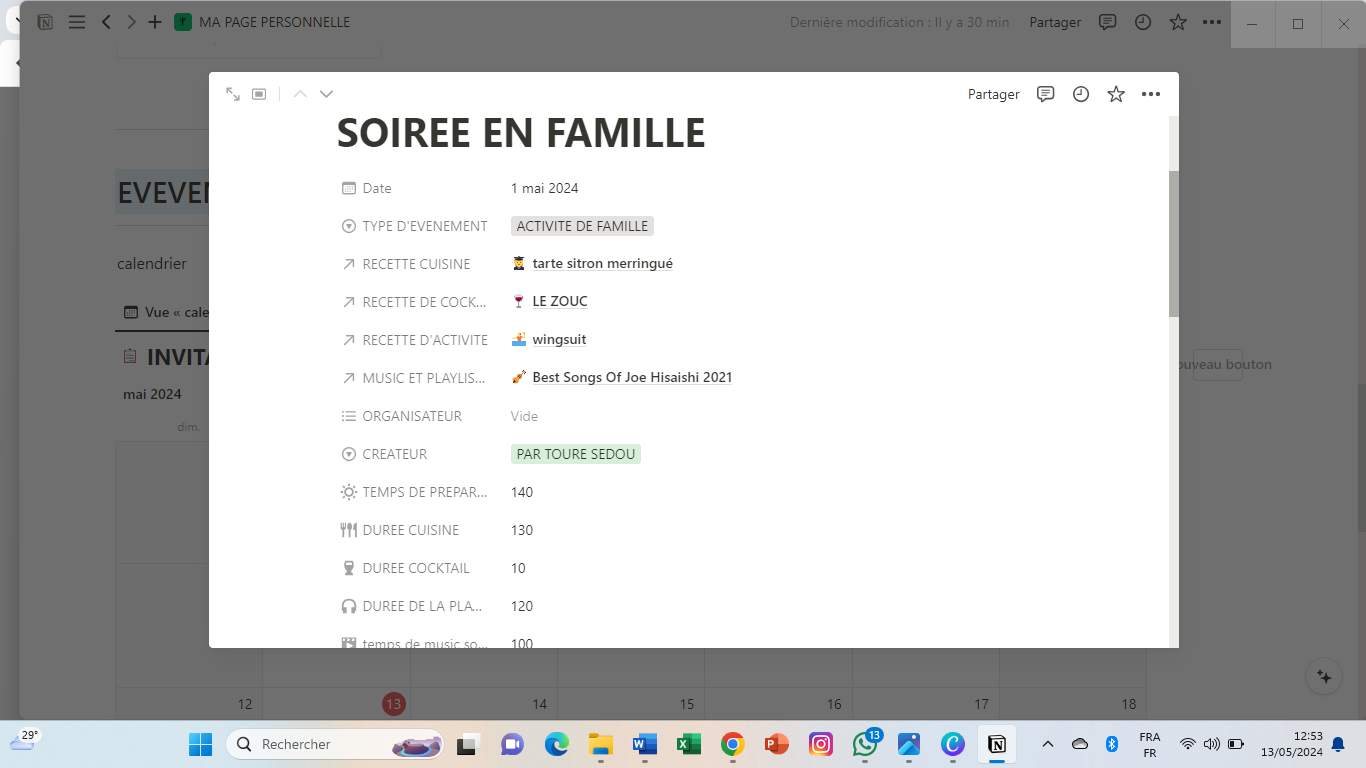 MA PAGE PERSONNELLE
Dernière modification : Il y a 30 min
Partager
Partager
SOIREE EN FAMILLE
Date 1 mai 2024
TYPE D'EVENEMENT ACTIVITE DE FAMILLE
RECETTE CUISINE tarte sitron merringué
RECETTE DE COCK... LE ZOUC
RECETTE D'ACTIVITE wingsuit
MUSIC ET PLAYLIS... Best Songs Of Joe Hisaishi 2021
ORGANISATEUR Vide
CREATEUR PAR TOURE SEDOU
TEMPS DE PREPAR... 140
DUREE CUISINE 130
DUREE COCKTAIL 10
DUREE DE LA PLA... 120
temps de music so... 100
EVEVE
calendrier
Vue « cale
INVITA
mai 2024
dim.
ouveau bouton
12 13 14 15 16 17 18
29°
Rechercher
13
FRA
FR
12:53
13/05/2024